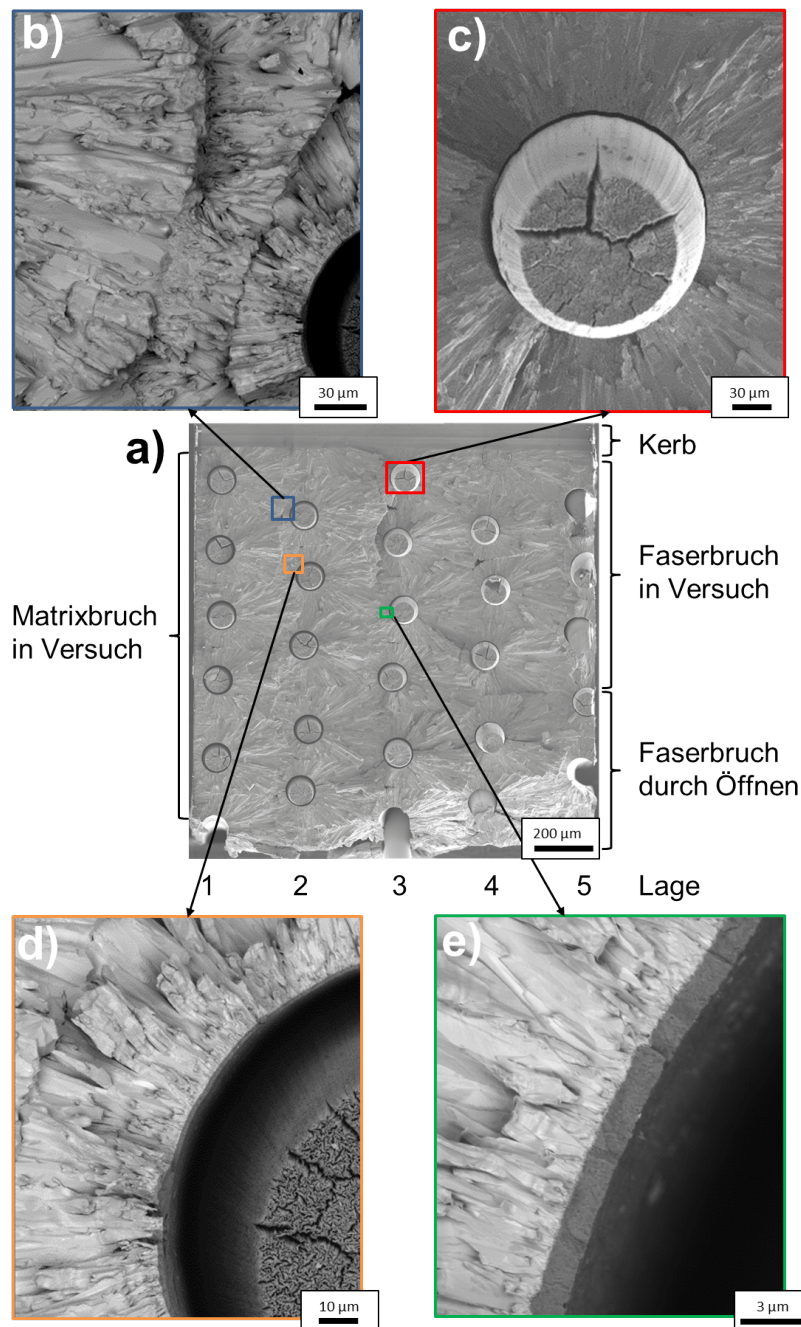 b)
c)
30 µm
30 µm
a)
Kerb
Matrixbruch
in Versuch
Faserbruch
in Versuch
Faserbruch
durch Öffnen
200 µm
1 2 3 4 5 Lage
d)
e)
10 µm
3 µm